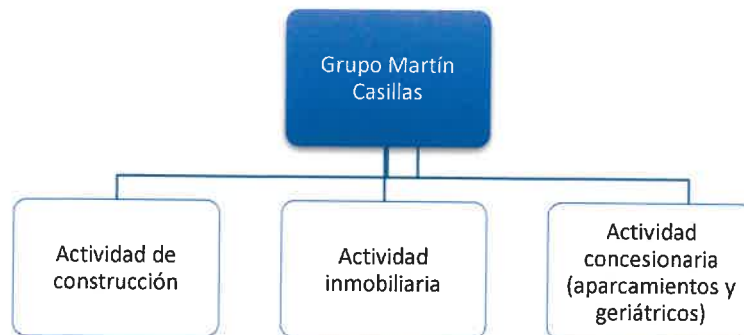 Grupo Martín
Casillas
Actividad de
construcción
Actividad
inmobiliaria
Actividad
concesionaria
(aparcamientos y
geriátricos)